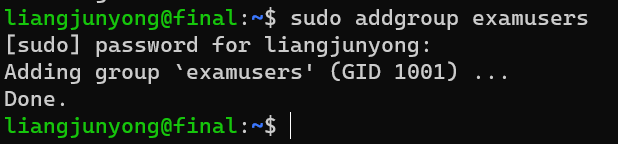 liangjunyong@final:~$ sudo addgroup examusers
[sudo] password for liangjunyong:
Adding group `examusers' (GID 1001) ...
Done.
liangjunyong@final:~$